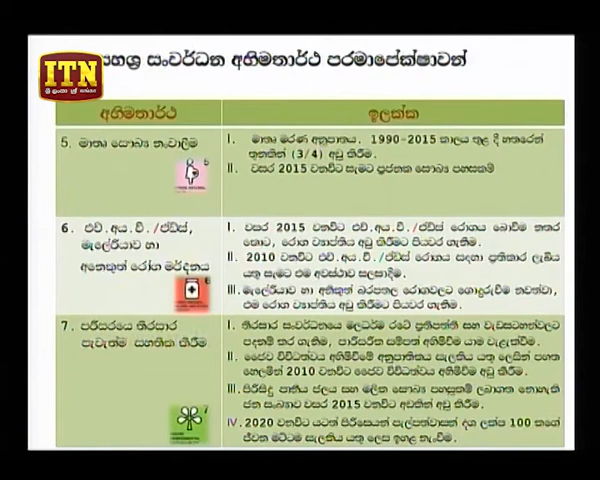 ITN
සහශ්‍ර සංවර්ධන අභිමතාර්ථ පරමාපේක්ෂාවන්
අභිමතාර්ථ
ඉලක්ක
5. මාතෘ සෞඛ්‍ය නංවාලීම
I. මාතෘ මරණ අනුපාතය. 1990-2015 කාලය තුළ දී හතරෙන්
තුනකින් (3/4) අඩු කිරීම.
II. වසර 2015 වනවිට සැමට ප්‍රජනක සෞඛ්‍ය පහසුකම්
6. එච්.අය.වී./ඒඩ්ස්,
මැලේරියාව හා
අනෙකුත් රෝග මර්දනය
I. වසර 2015 වනවිට එච්.අය.වී./ඒඩ්ස් රෝගය බෝවීම නතර
කොට, රෝග ව්‍යාප්තිය අඩු කිරීමට පියවර ගැනීම.
II. 2010 වනවිට එච්.අය.වී./ඒඩ්ස් රෝගය සඳහා ප්‍රතිකාර ලැබිය
යුතු සැමට එම අවස්ථාව සලසාදීම.
III. මැලේරියාව හා අනිකුත් බරපතල රෝගවලට ගොදුරුවීම නවත්වා,
එම රෝග ව්‍යාප්තිය අඩු කිරීමට පියවර ගැනීම.
7. පරිසරයෙ තිරසාර
පැවැත්ම සහතික කිරීම
I. තිරසාර සංවර්ධනයෙ මූලධර්ම රටේ ප්‍රතිපත්ති සහ වැඩසටහන්වලට
පදනම් කර ගැනීම, පාරිසරික සම්පත් අහිමිවී යාම වැළැක්වීම.
II. ජෛව විවිධත්වය අහිමිවීමේ අනුපාතිකය සැලකිය යුතු ලෙසින් පහත
හෙලමින් 2010 වනවිට ජෛව විවිධත්වය අහිමිවීම අඩු කිරීම.
III. පිරිසිදු පානීය ජලය සහ මූලික සෞඛ්‍ය පහසුකම් ලබාගත නොහැකි
ජන සංඛ්‍යාව වසර 2015 වනවිට අඩකින් අඩු කිරීම.
IV. 2020 වනවිට යටත් පිරිසෙයින් පැල්පත්වාසීන් දශ ලක්ෂ 100 කගේ
ජීවන මට්ටම සැලකිය යුතු ලෙස ඉහළ නැංවීම.